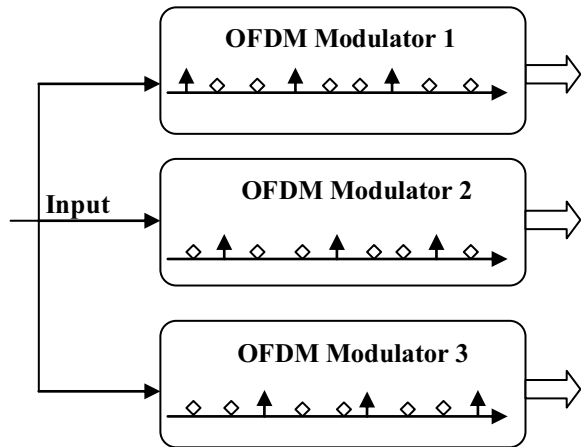 OFDM Modulator 1
Input
OFDM Modulator 2
OFDM Modulator 3